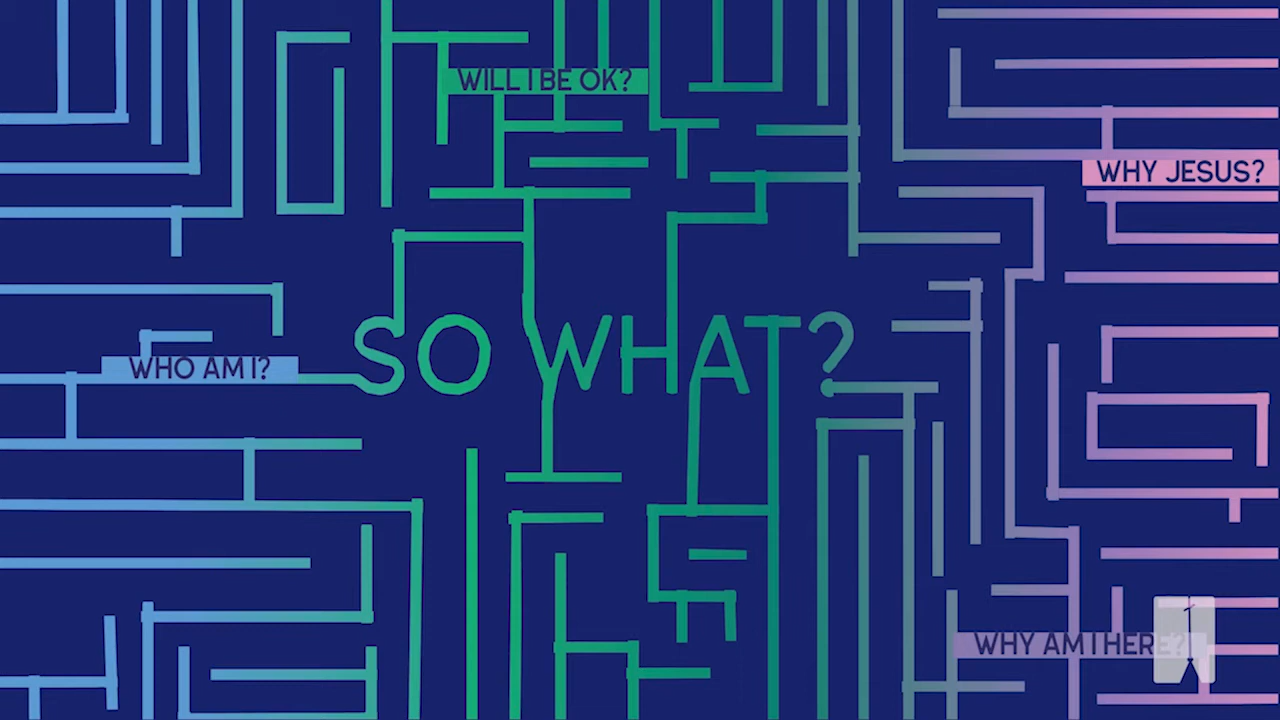 WILL I BE OK?
WHY JESUS?
SO WHAT?
WHO AM I?
WHY AM I HERE?